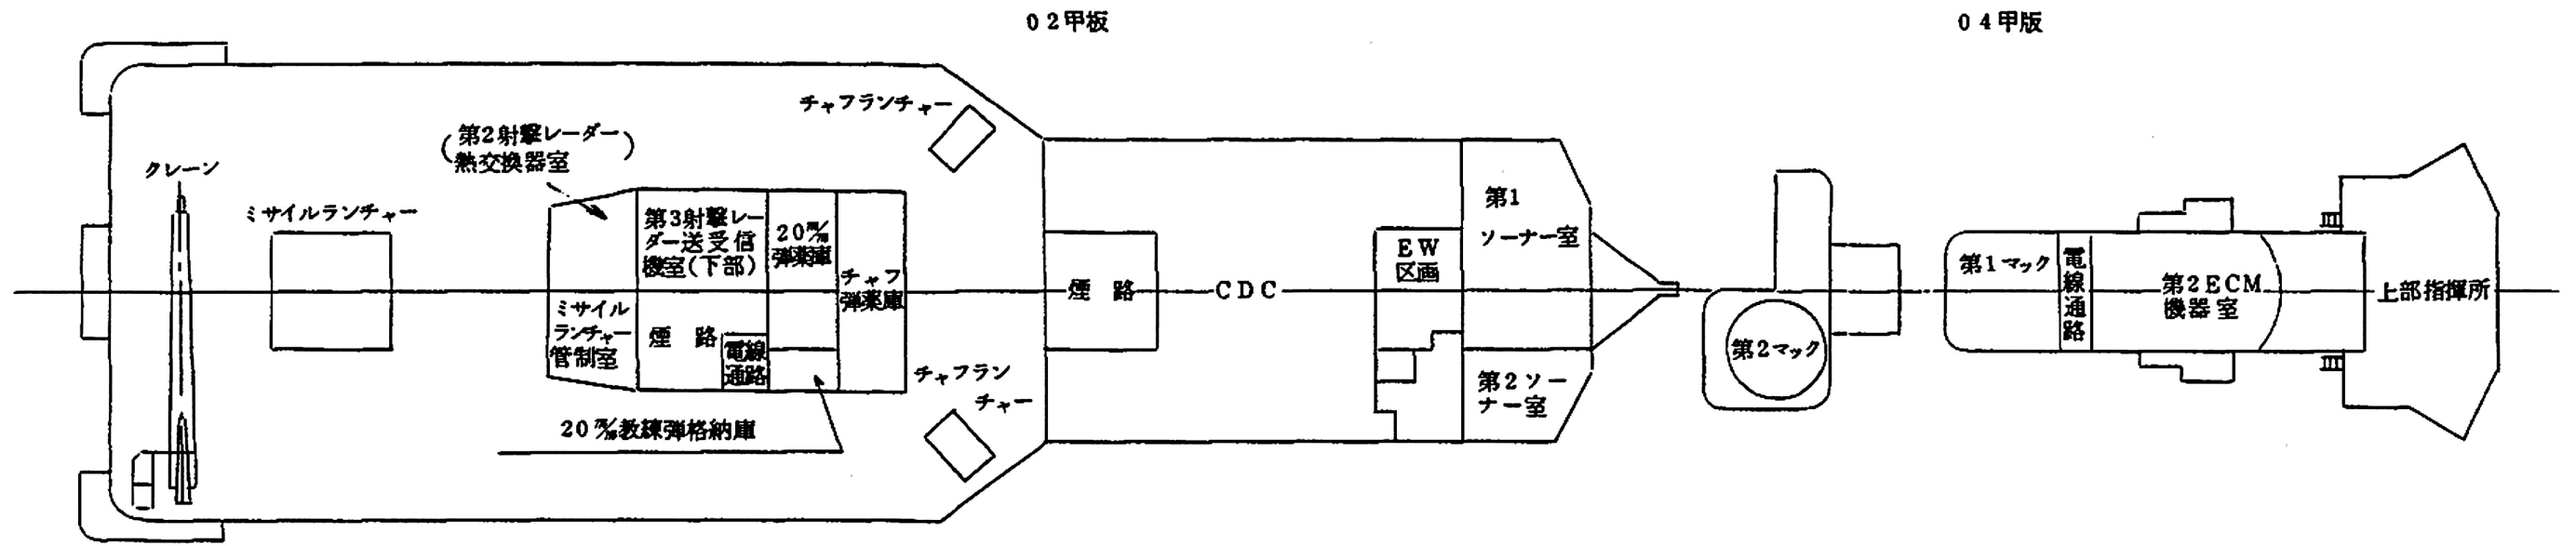 02甲板
04甲版
チャフランチャー
第2射撃レーダー
熱交換器室
クレーン
ミサイルランチャー
第3射撃レー
ダー送受信
機室(下部)
20㎜
弾薬庫
チャフ
弾薬庫
ミサイル
ランチャー
管制室
煙路
電線
通路
チャフラン
チャー
20㎜教練弾格納庫
煙路
CDC
EW
区画
第1
ソーナー室
第2ソー
ナー室
第2マック
第1マック
電線通路
第2ECM
機器室
上部指揮所